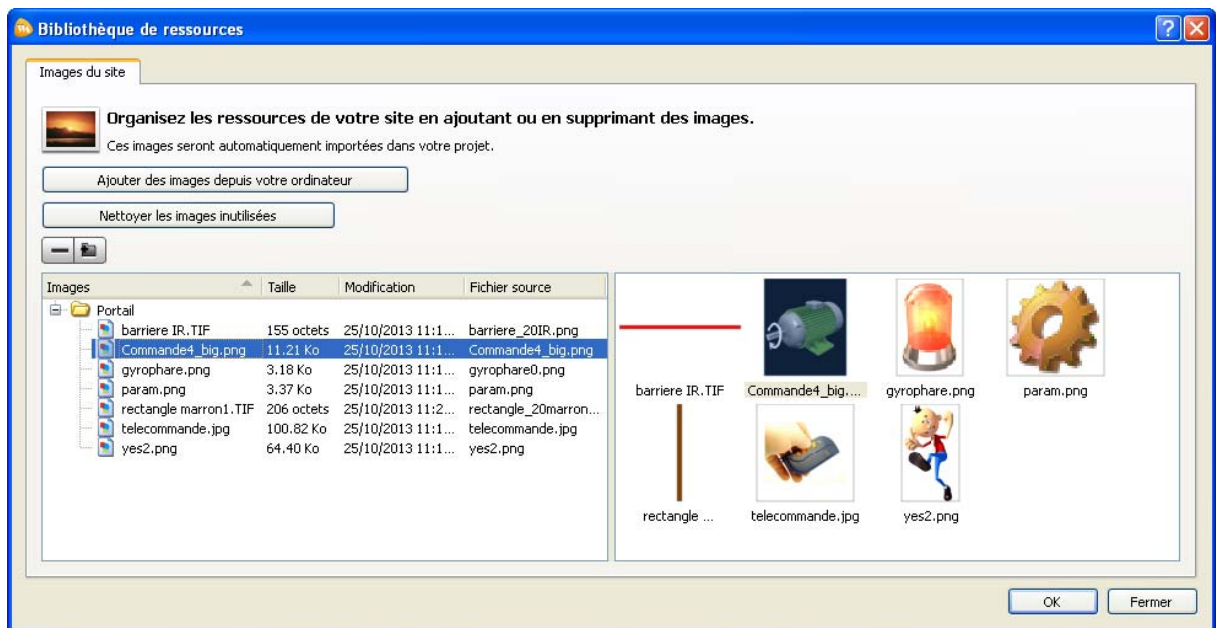 Bibliothèque de ressources
Images du site
Organisez les ressources de votre site en ajoutant ou en supprimant des images.
Ces images seront automatiquement importées dans votre projet.
Ajouter des images depuis votre ordinateur
Nettoyer les images inutilisées
Images Taille Modification Fichier source
Portail
barriere IR.TIF 155 octets 25/10/2013 11:1... barriere_20IR.png
Commande4_big.png 11.21 Ko 25/10/2013 11:1... Commande4_big.png
gyrophare.png 3.18 Ko 25/10/2013 11:1... gyrophare0.png
param.png 3.37 Ko 25/10/2013 11:1... param.png
rectangle marron1.TIF 206 octets 25/10/2013 11:2... rectangle_20marron...
telecommande.jpg 100.82 Ko 25/10/2013 11:1... telecommande.jpg
yes2.png 64.40 Ko 25/10/2013 11:1... yes2.png
barriere IR.TIF Commande4_big.... gyrophare.png param.png
rectangle ... telecommande.jpg yes2.png
OK Fermer